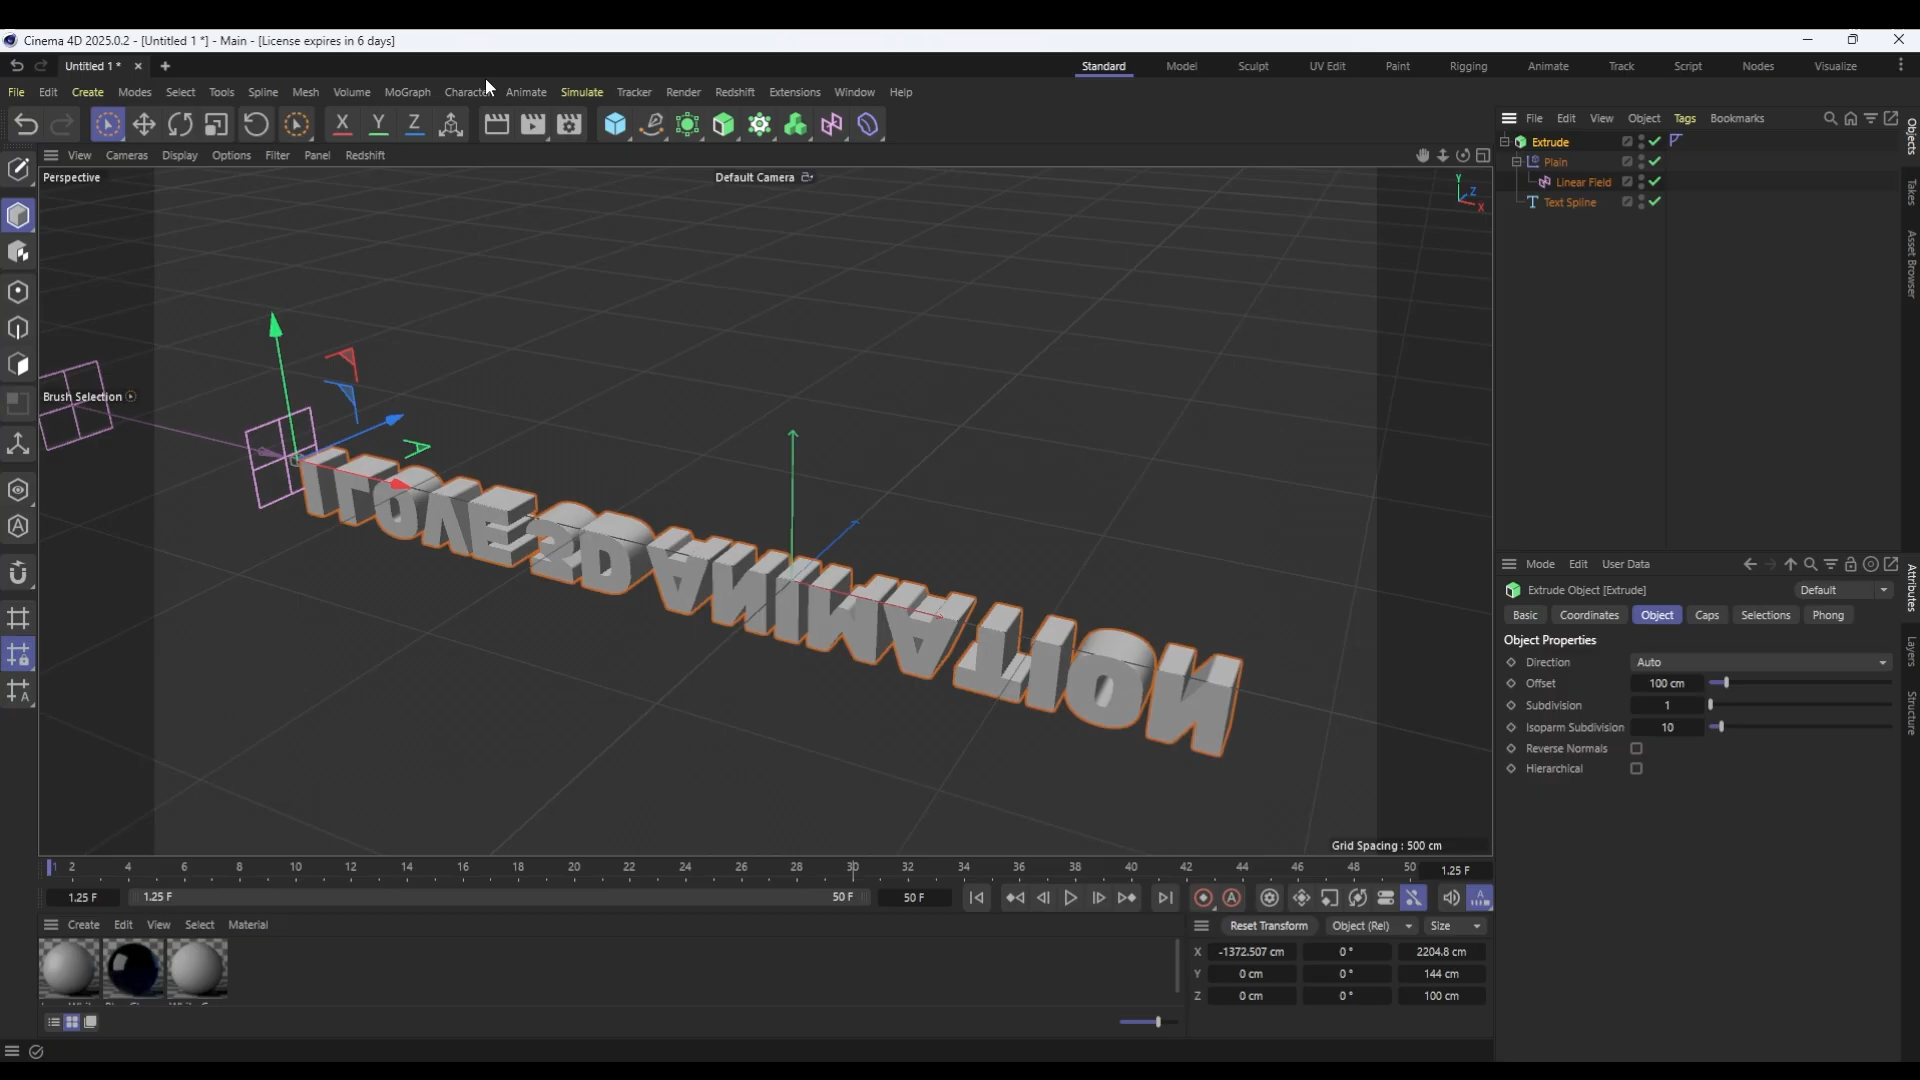 Cinema 4D 2025.0.2 - [Untitled 1 *] - Main - [License expires in 6 days]
Untitled 1 *
Standard Model Sculpt UV Edit Paint Rigging Animate Track Script Nodes Visualize
File Edit Create Modes Select Tools Spline Mesh Volume MoGraph Character Animate Simulate Tracker Render Redshift Extensions Window Help
X Y Z
File Edit View Object Tags Bookmarks
View Cameras Display Options Filter Panel Redshift
Perspective
Default Camera
Y Z X
Extrude
Plain
Linear Field
Text Spline
Objects
Takes
Asset Browser
Brush Selection
I LOVE 3D ANIMATION
Grid Spacing : 500 cm
Mode Edit User Data
Extrude Object [Extrude]
Default
Basic Coordinates Object Caps Selections Phong
Object Properties
Direction Auto
Offset 100 cm
Subdivision 1
Isoparm Subdivision 10
Reverse Normals
Hierarchical
Attributes
Layers
Structure
2 4 6 8 10 12 14 16 18 20 22 24 26 28 30 32 34 36 38 40 42 44 46 48 50 1.25 F
1.25 F 1.25 F 50 F 50 F
Create Edit View Select Material
Reset Transform Object (Rel) Size
X -1372.507 cm 0 ° 2204.8 cm
Y 0 cm 0 ° 144 cm
Z 0 cm 0 ° 100 cm